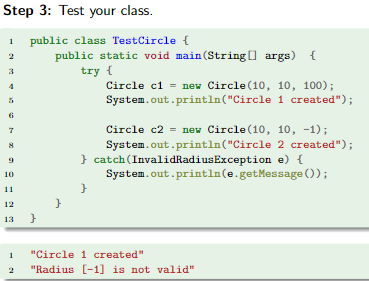 Step 3: Test your class.
1 public class TestCircle {
2 public static void main(String[] args) {
3 try {
4 Circle c1 = new Circle(10, 10, 100);
5 System.out.println("Circle 1 created");
6
7 Circle c2 = new Circle(10, 10, -1);
8 System.out.println("Circle 2 created");
9 } catch(InvalidRadiusException e) {
10 System.out.println(e.getMessage());
11 }
12 }
13 }
1 "Circle 1 created"
2 "Radius [-1] is not valid"